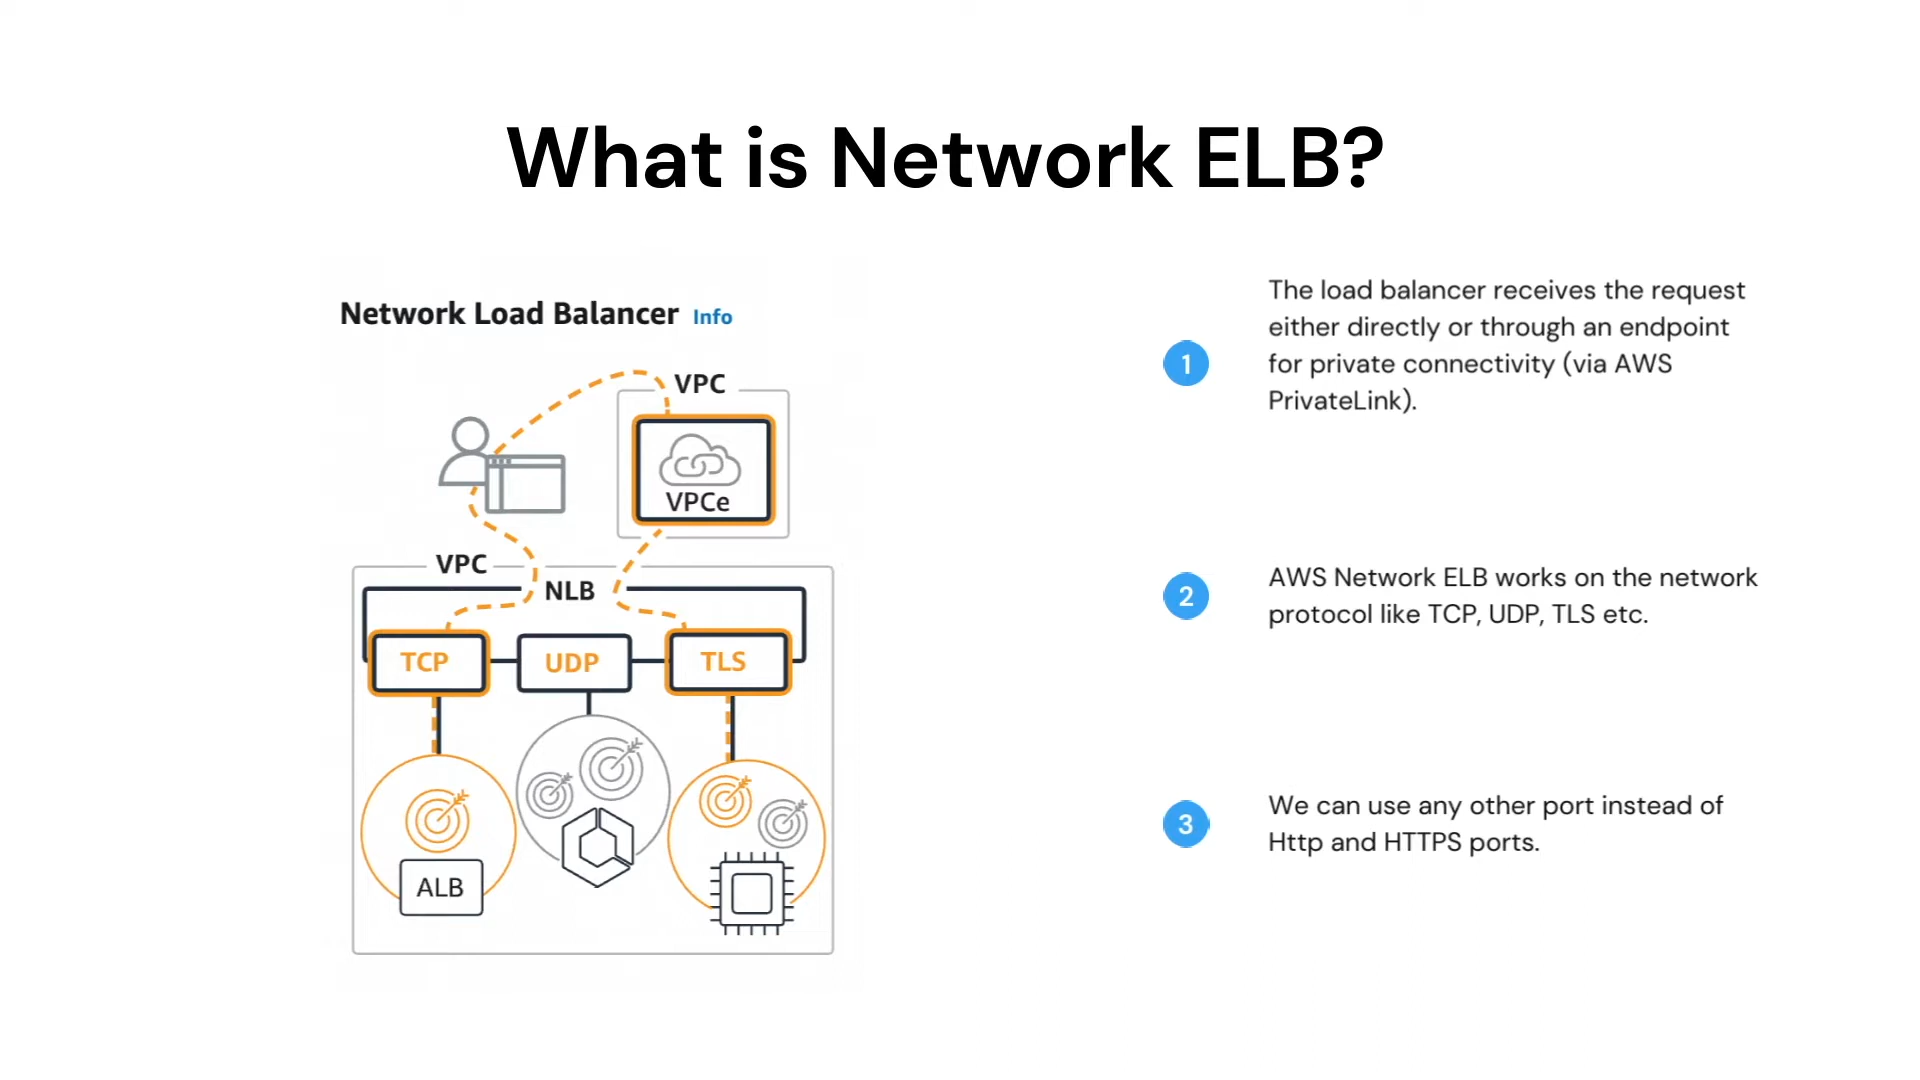 What is Network ELB?
Network Load Balancer Info
VPC
VPCe
VPC
NLB
TCP
UDP
TLS
ALB
1
The load balancer receives the request
either directly or through an endpoint
for private connectivity (via AWS
PrivateLink).
2
AWS Network ELB works on the network
protocol like TCP, UDP, TLS etc.
3
We can use any other port instead of
Http and HTTPS ports.